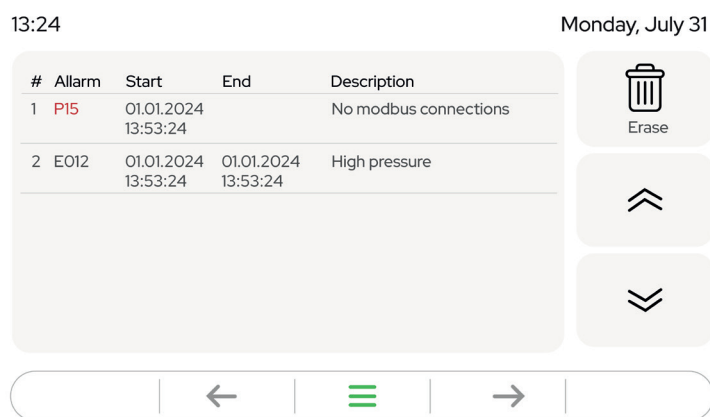 13:24 Monday, July 31
# Allarm Start End Description
1 P15 01.01.2024 No modbus connections
13:53:24
2 E012 01.01.2024 01.01.2024 High pressure
13:53:24 13:53:24
Erase